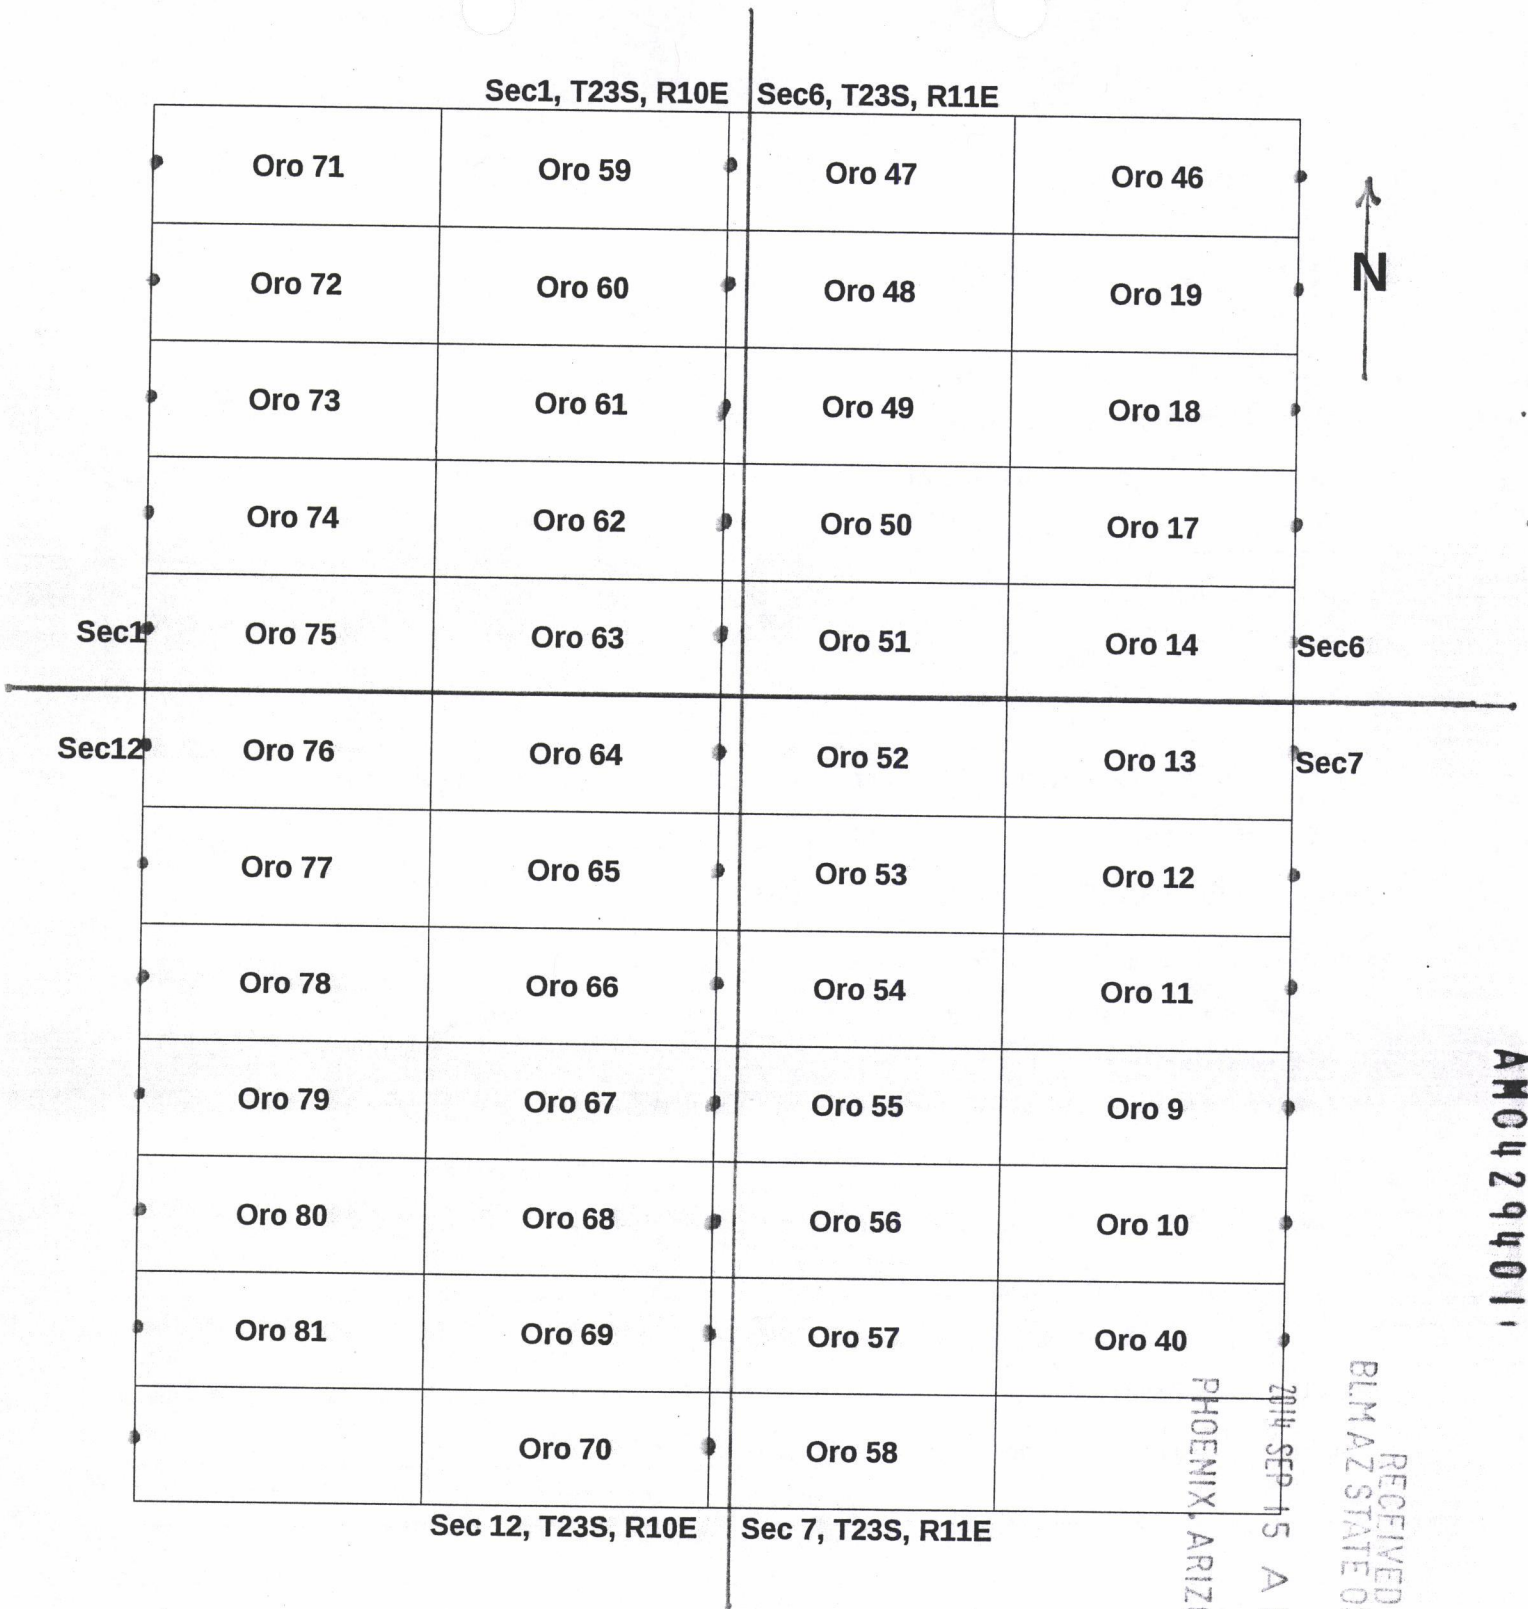 Sec1, T23S, R10E Sec6, T23S, R11E
Oro 71 Oro 59 Oro 47 Oro 46
Oro 72 Oro 60 Oro 48 Oro 19
N
Oro 73 Oro 61 Oro 49 Oro 18
Oro 74 Oro 62 Oro 50 Oro 17
Sec1 Oro 75 Oro 63 Oro 51 Oro 14 Sec6
Sec12 Oro 76 Oro 64 Oro 52 Oro 13 Sec7
Oro 77 Oro 65 Oro 53 Oro 12
Oro 78 Oro 66 Oro 54 Oro 11
Oro 79 Oro 67 Oro 55 Oro 9
Oro 80 Oro 68 Oro 56 Oro 10
Oro 81 Oro 69 Oro 57 Oro 40
Oro 70 Oro 58
Sec 12, T23S, R10E Sec 7, T23S, R11E
AMC429401
RECEIVED
BLM AZ STATE O
2014 SEP 15 A
PHOENIX, ARIZ